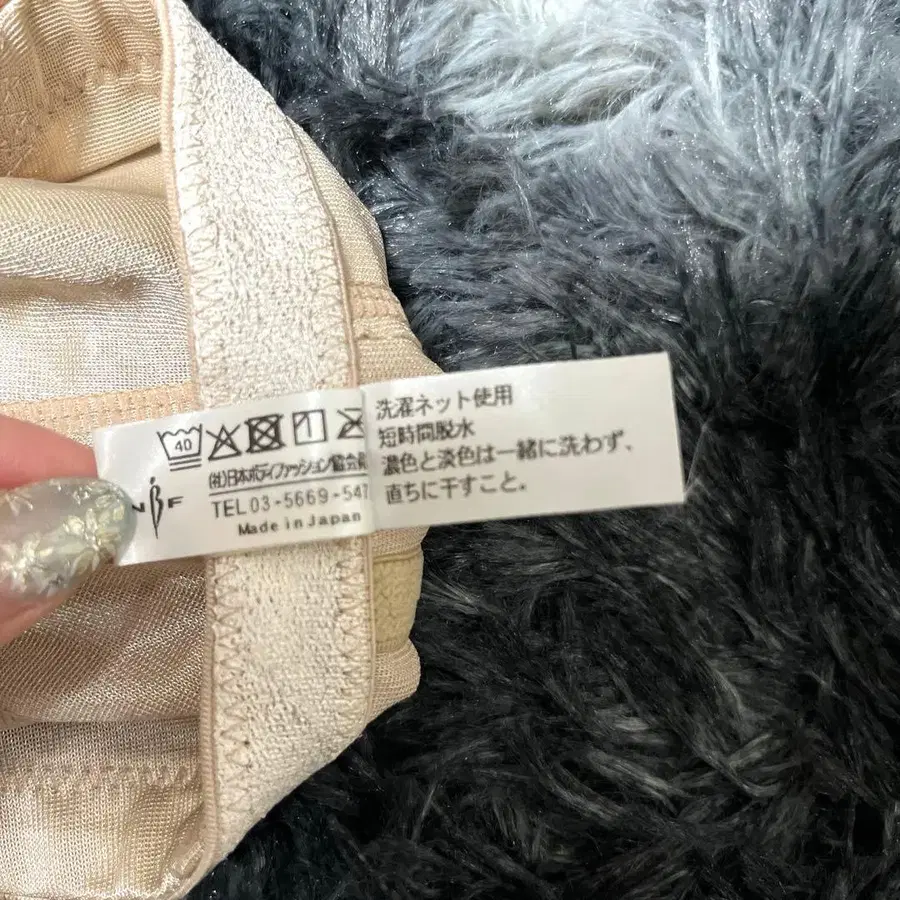 40
(社)日本ボディファッション協会員
TEL 03-5669-547
BF
Made in Japan
洗濯ネット使用
短時間脱水
濃色と淡色は一緒に洗わず、
直ちに干すこと。